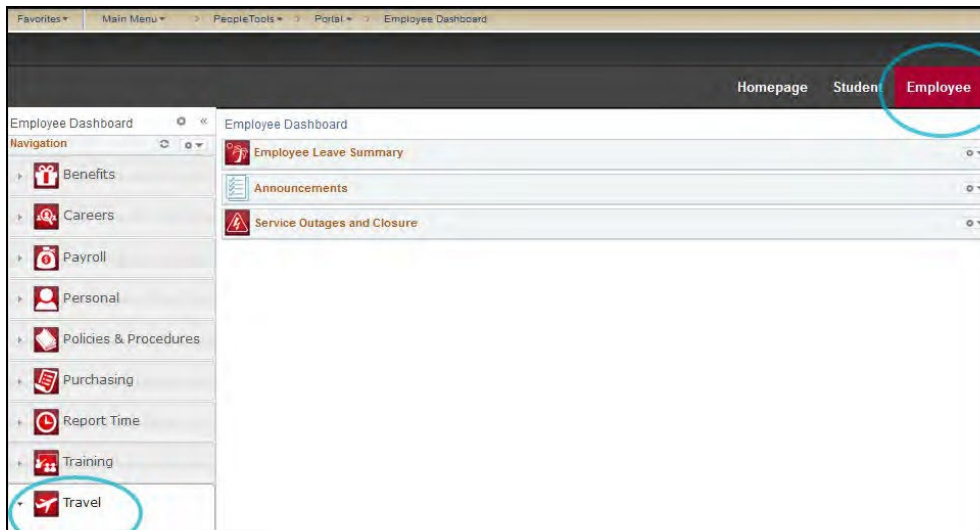 Favorites Main Menu > PeopleTools > Portal > Employee Dashboard
Homepage Student Employee
Employee Dashboard «
Navigation
Benefits
Careers
Payroll
Personal
Policies & Procedures
Purchasing
Report Time
Training
Travel
Employee Dashboard
Employee Leave Summary
Announcements
Service Outages and Closure